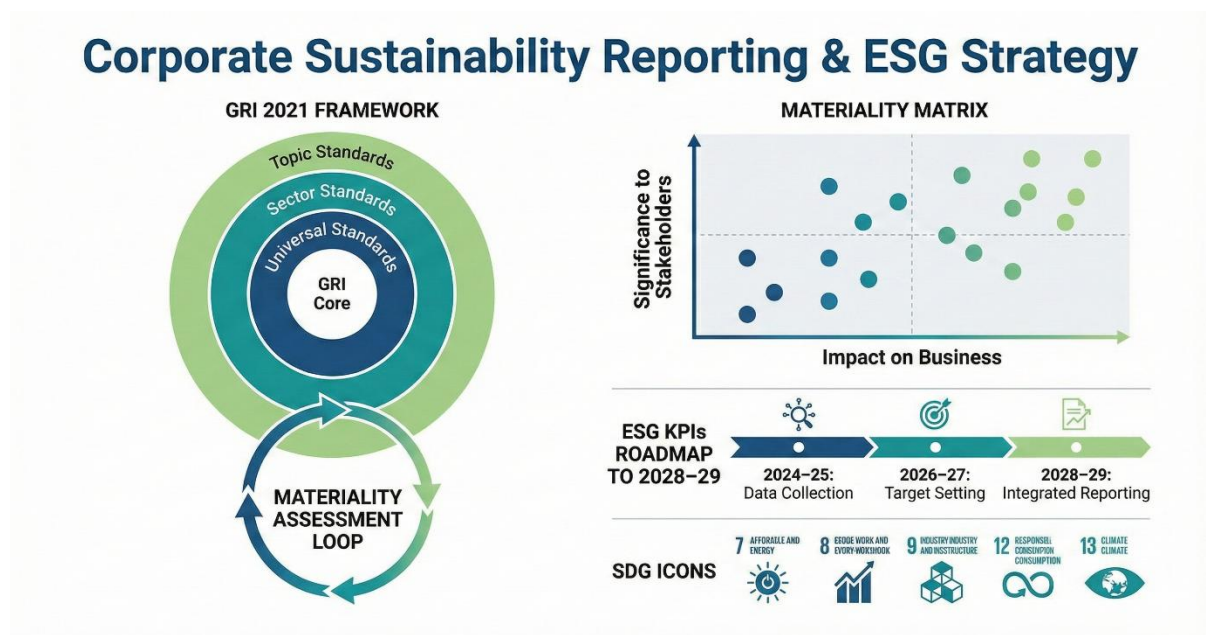 Corporate Sustainability Reporting & ESG Strategy
GRI 2021 FRAMEWORK
Topic Standards
Sector Standards
Universal Standards
GRI
Core
MATERIALITY
ASSESSMENT
LOOP
MATERIALITY MATRIX
Significance to
Stakeholders
Impact on Business
ESG KPIs
ROADMAP
TO 2028–29
2024–25:
Data Collection
2026–27:
Target Setting
2028–29:
Integrated Reporting
SDG ICONS
7 AFFORABLE AND
ENERGY
8 EEOGE WORK AND
EVORY-WOKSHOOK
9 INDUSTRY INDUSTRY
AND INSSTRUCTURE
12 RESPONSIBLE
CONSUMPTION
CONSUMPTION
13 CLIMATE
CLIMATE